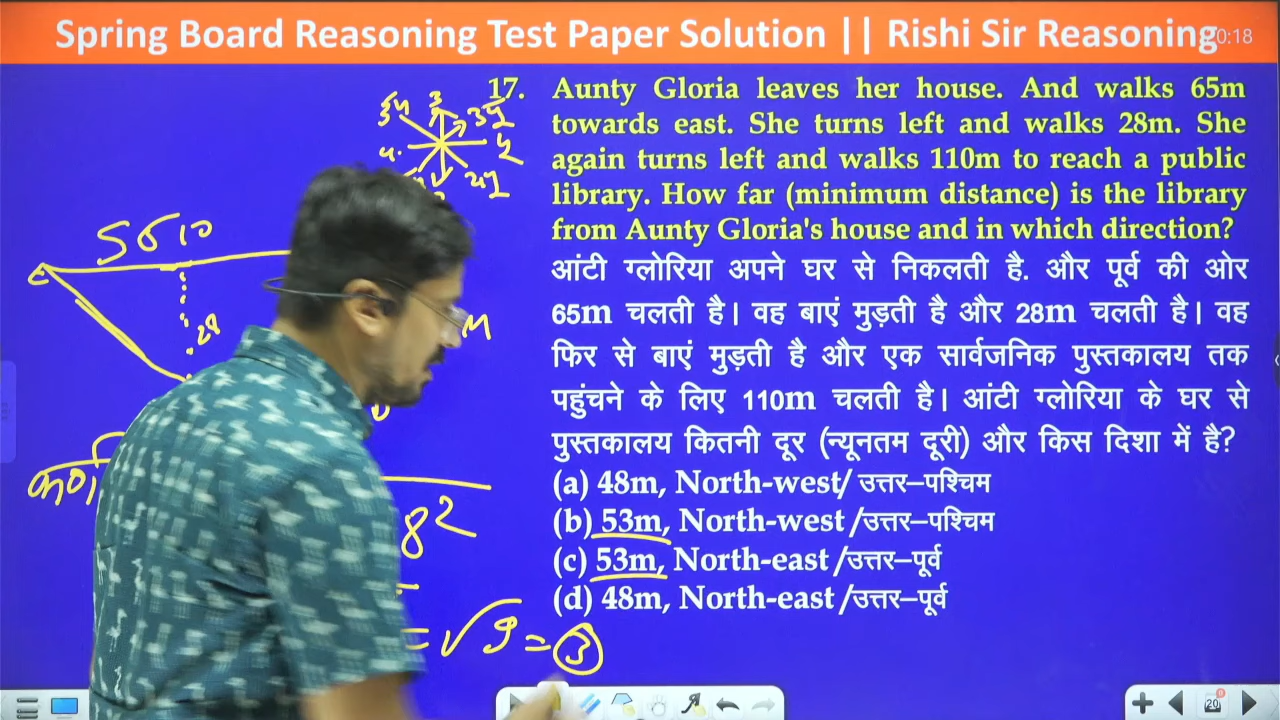 Spring Board Reasoning Test Paper Solution || Rishi Sir Reasoning
0:18
17. Aunty Gloria leaves her house. And walks 65m
towards east. She turns left and walks 28m. She
again turns left and walks 110m to reach a public
library. How far (minimum distance) is the library
from Aunty Gloria's house and in which direction?
आंटी ग्लोरिया अपने घर से निकलती है. और पूर्व की ओर
65m चलती है। वह बाएं मुड़ती है और 28m चलती है। वह
फिर से बाएं मुड़ती है और एक सार्वजनिक पुस्तकालय तक
पहुंचने के लिए 110m चलती है। आंटी ग्लोरिया के घर से
पुस्तकालय कितनी दूर (न्यूनतम दूरी) और किस दिशा में है?
(a) 48m, North-west/ उत्तर–पश्चिम
(b) 53m, North-west /उत्तर–पश्चिम
(c) 53m, North-east /उत्तर–पूर्व
(d) 48m, North-east /उत्तर–पूर्व
28
8²
= √9 = 3
20